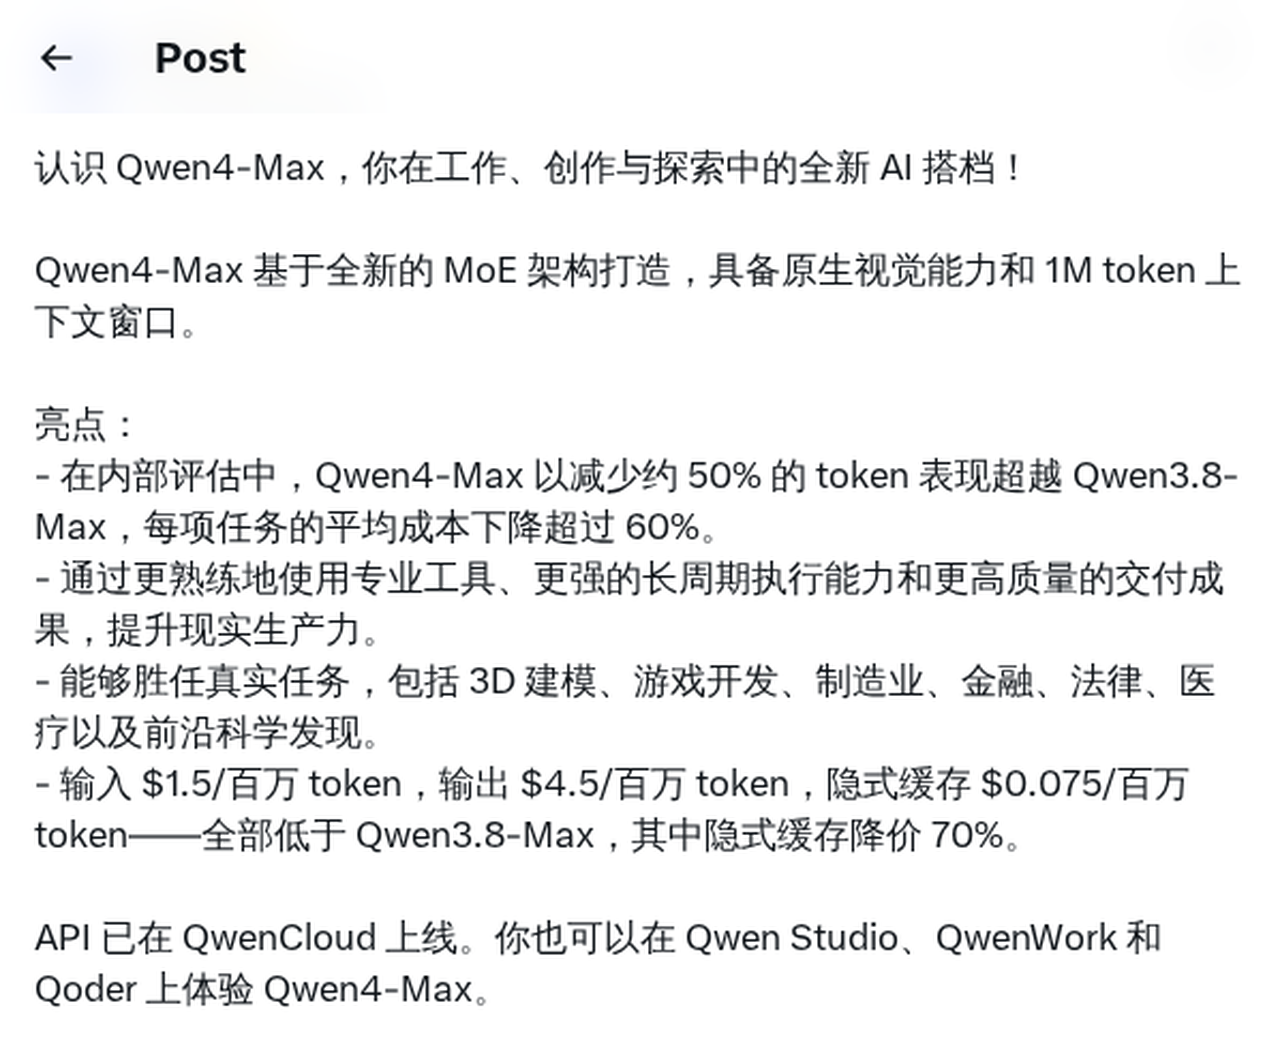 Post
认识 Qwen4-Max，你在工作、创作与探索中的全新 AI 搭档！
Qwen4-Max 基于全新的 MoE 架构打造，具备原生视觉能力和 1M token 上
下文窗口。
亮点：
- 在内部评估中，Qwen4-Max 以减少约 50% 的 token 表现超越 Qwen3.8-
Max，每项任务的平均成本下降超过 60%。
- 通过更熟练地使用专业工具、更强的长周期执行能力和更高质量的交付成
果，提升现实生产力。
- 能够胜任真实任务，包括 3D 建模、游戏开发、制造业、金融、法律、医
疗以及前沿科学发现。
- 输入 $1.5/百万 token，输出 $4.5/百万 token，隐式缓存 $0.075/百万
token——全部低于 Qwen3.8-Max，其中隐式缓存降价 70%。
API 已在 QwenCloud 上线。你也可以在 Qwen Studio、QwenWork 和
Qoder 上体验 Qwen4-Max。